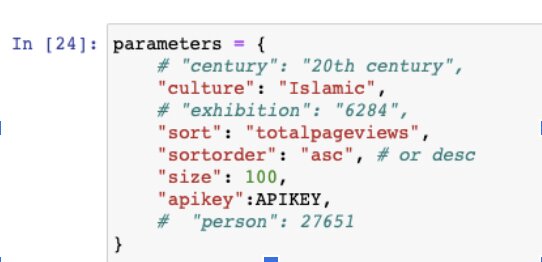 In [24]: parameters = {
# "century": "20th century",
"culture": "Islamic",
# "exhibition": "6284",
"sort": "totalpageviews",
"sortorder": "asc", # or desc
"size": 100,
"apikey":APIKEY,
#  "person": 27651
}